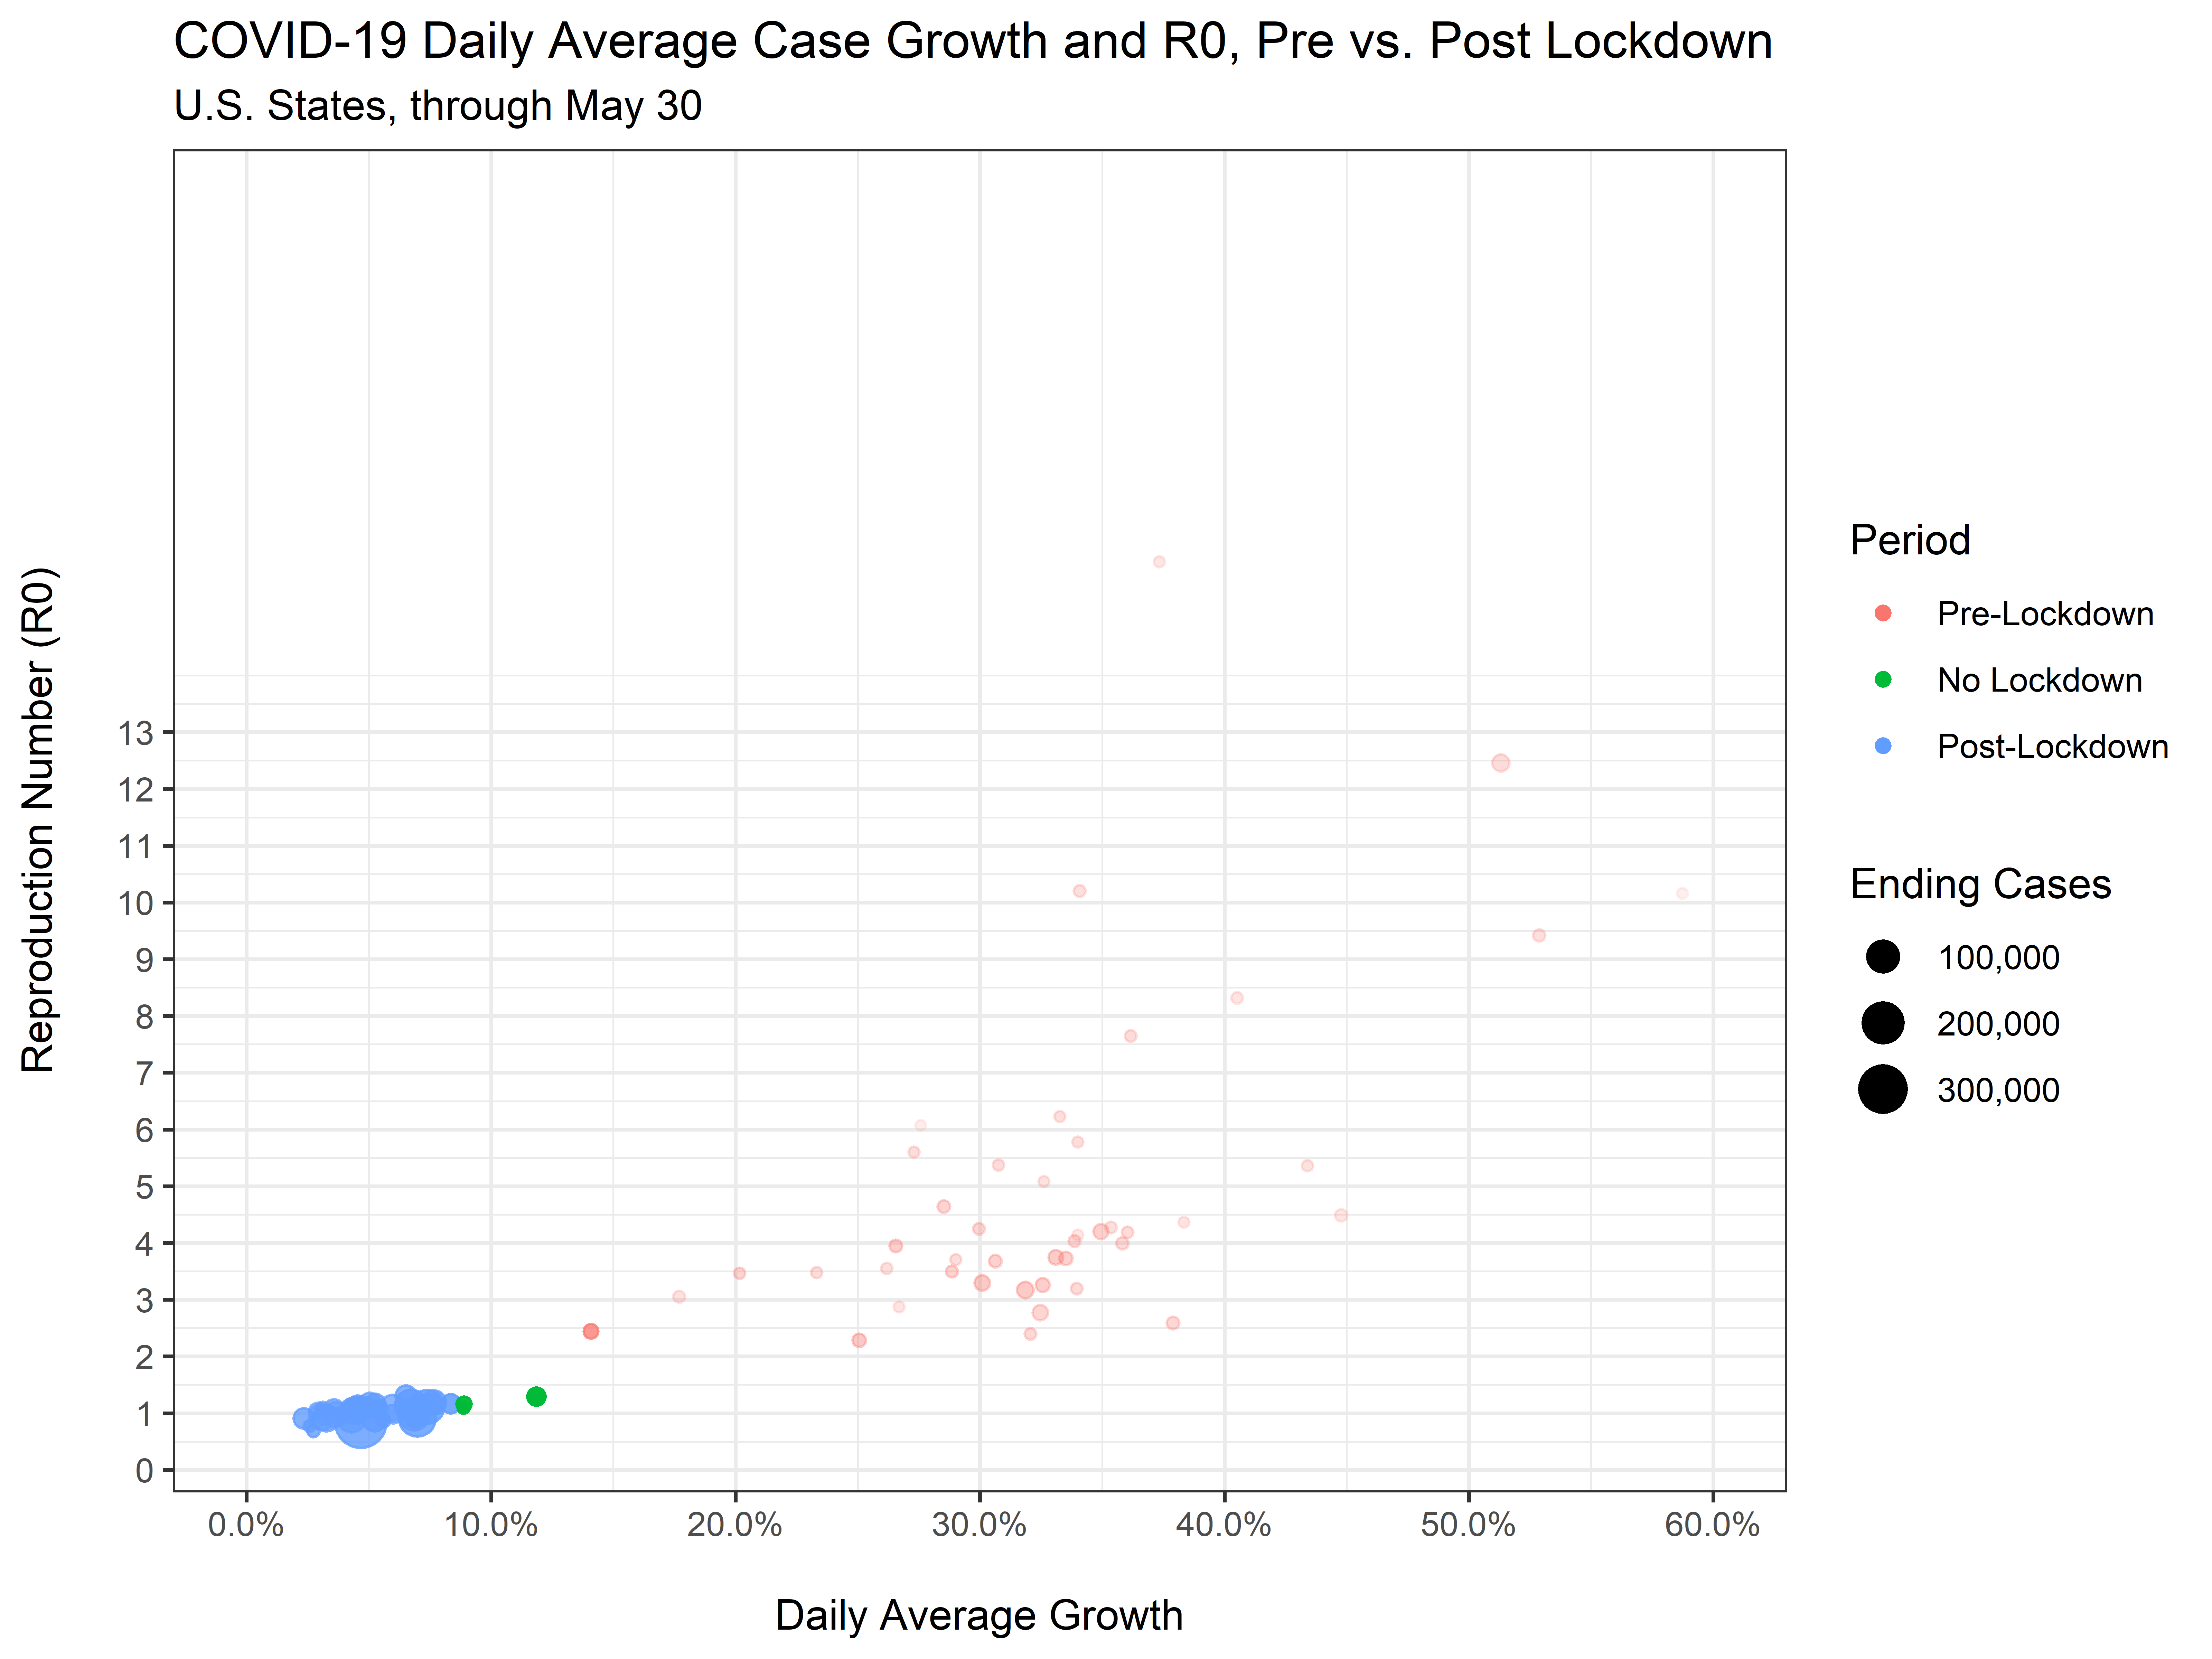 COVID-19 Daily Average Case Growth and R0, Pre vs. Post Lockdown
U.S. States, through May 30
Reproduction Number (R0)
13
12
11
10
9
8
7
6
5
4
3
2
1
0
0.0% 10.0% 20.0% 30.0% 40.0% 50.0% 60.0%
Daily Average Growth
Period
Pre-Lockdown
No Lockdown
Post-Lockdown
Ending Cases
100,000
200,000
300,000